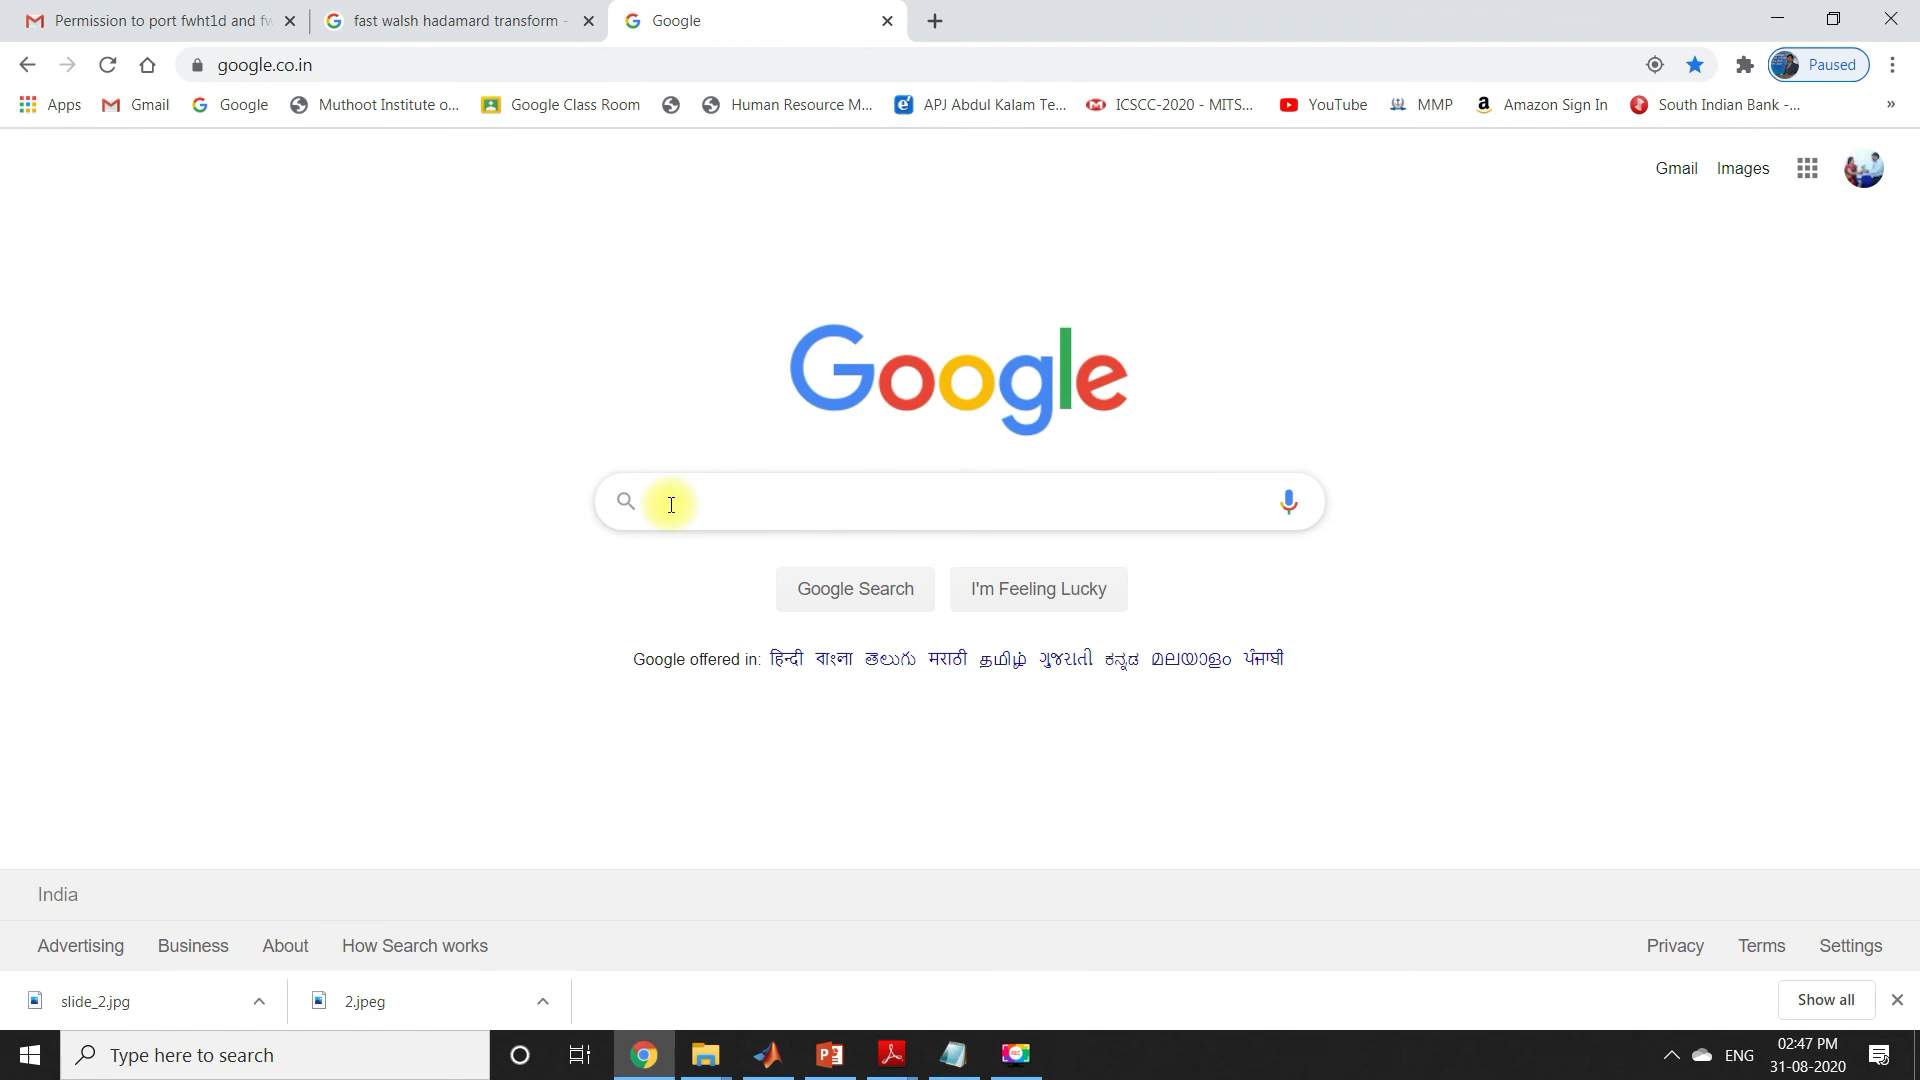 Permission to port fwht1d and fw
fast walsh hadamard transform -
Google
google.co.in
Paused
Apps
Gmail
Google
Muthoot Institute o...
Google Class Room
Human Resource M...
APJ Abdul Kalam Te...
ICSCC-2020 - MITS...
YouTube
MMP
Amazon Sign In
South Indian Bank -...
»
Gmail
Images
Google
Google Search
I'm Feeling Lucky
Google offered in: हिन्दी বাংলা తెలుగు मराठी தமிழ் ગુજરાતી ಕನ್ನಡ മലയാളം ਪੰਜਾਬੀ
India
Advertising
Business
About
How Search works
Privacy
Terms
Settings
slide_2.jpg
2.jpeg
Show all
Type here to search
ENG
02:47 PM
31-08-2020